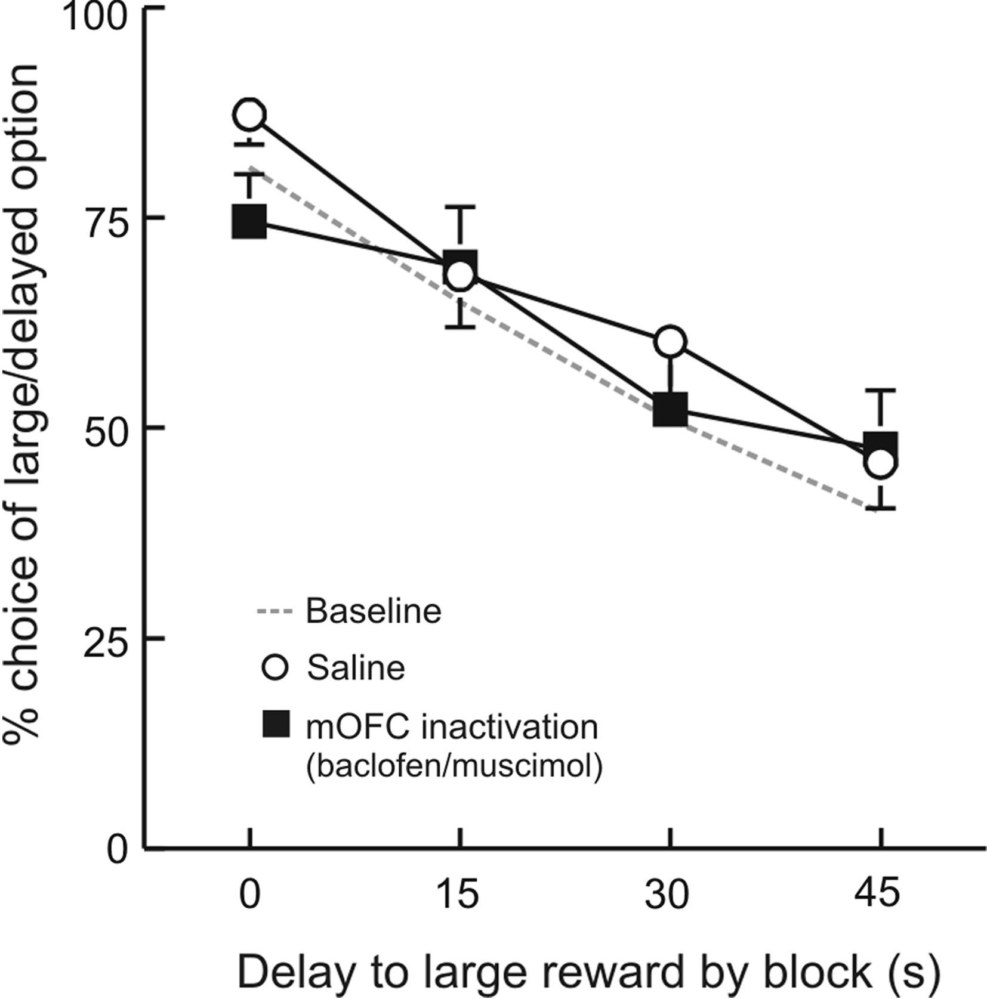 % choice of large/delayed option
100
75
50
25
0
Baseline
Saline
mOFC inactivation
(baclofen/muscimol)
0 15 30 45
Delay to large reward by block (s)